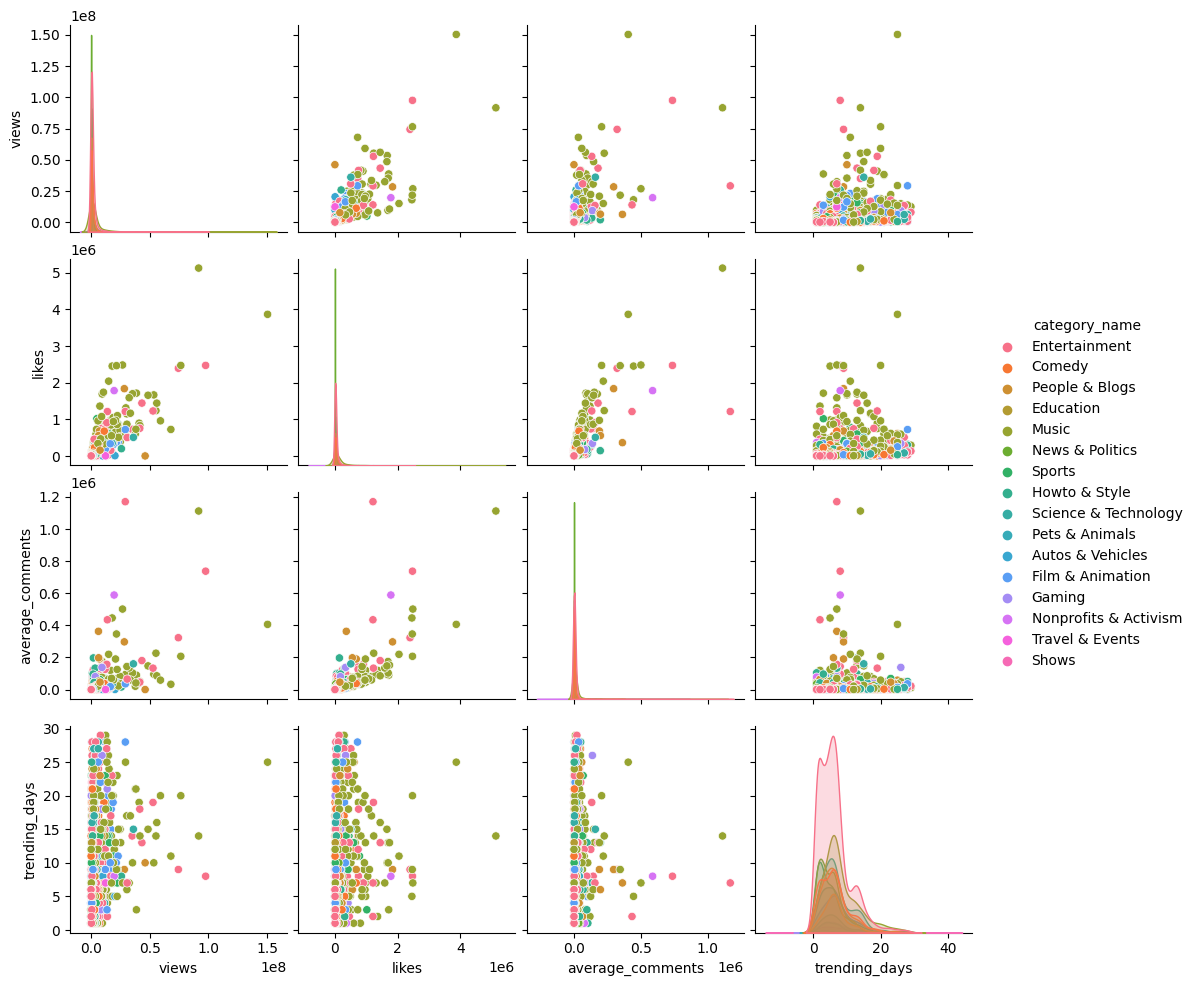 1e8
1.50
1.25
1.00
0.75
0.50
0.25
0.00
views
1e6
5
4
3
2
1
0
likes
1e6
1.2
1.0
0.8
0.6
0.4
0.2
0.0
average_comments
30
25
20
15
10
5
0
trending_days
0.0 0.5 1.0 1.5
1e8
views
0 2 4
1e6
likes
0.0 0.5 1.0
1e6
average_comments
0 20 40
trending_days
category_name
Entertainment
Comedy
People & Blogs
Education
Music
News & Politics
Sports
Howto & Style
Science & Technology
Pets & Animals
Autos & Vehicles
Film & Animation
Gaming
Nonprofits & Activism
Travel & Events
Shows